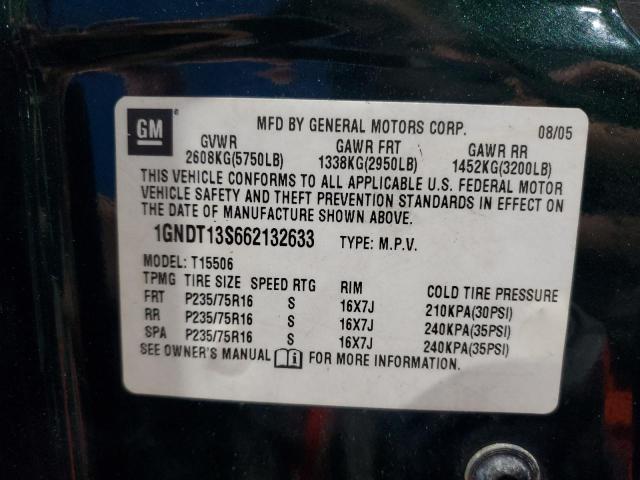 GM
MFD BY GENERAL MOTORS CORP. 08/05
GVWR GAWR FRT GAWR RR
2608KG(5750LB) 1338KG(2950LB) 1452KG(3200LB)
THIS VEHICLE CONFORMS TO ALL APPLICABLE U.S. FEDERAL MOTOR
VEHICLE SAFETY AND THEFT PREVENTION STANDARDS IN EFFECT ON
THE DATE OF MANUFACTURE SHOWN ABOVE.
1GNDT13S662132633 TYPE: M.P.V.
MODEL: T15506
TPMG TIRE SIZE SPEED RTG RIM COLD TIRE PRESSURE
FRT P235/75R16 S 16X7J 210KPA(30PSI)
RR P235/75R16 S 16X7J 240KPA(35PSI)
SPA P235/75R16 S 16X7J 240KPA(35PSI)
SEE OWNER'S MANUAL FOR MORE INFORMATION.